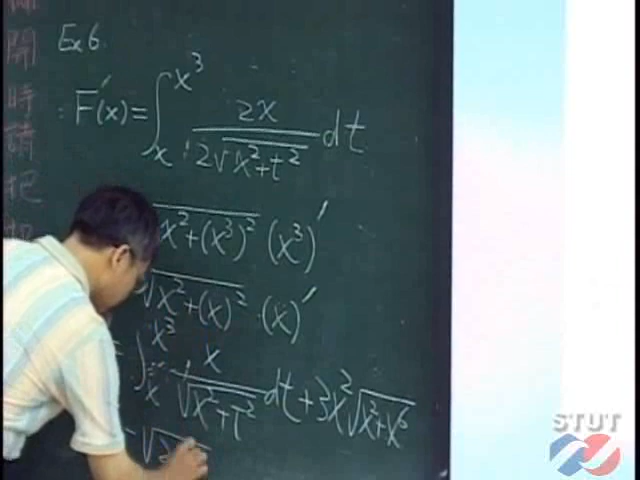 Ex 6.
F'(x) = ∫_x^{x^3} 2x / (2√(x^2+t^2)) dt
√(x^2+(x^3)^2) (x^3)'
√(x^2+(x)^2) · (x)'
= ∫_x^{x^3} x / √(x^2+t^2) dt + 3x^2 √(x^2+x^6)
開
時
請
把
STUT